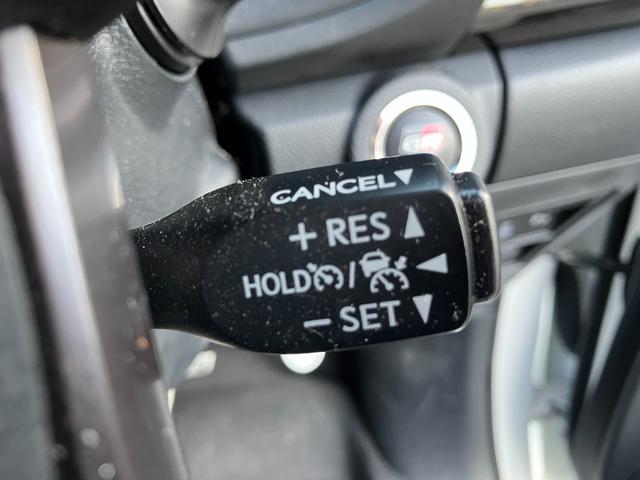 CANCEL
+ RES
HOLD /
- SET